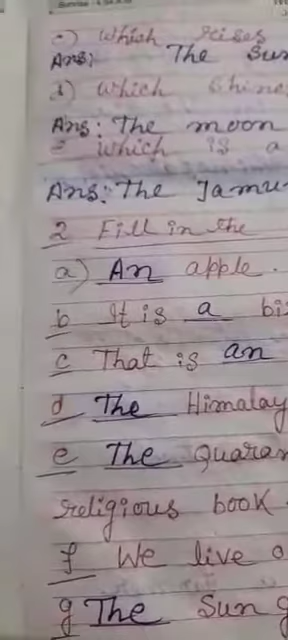 Which rises
Ans: The Sun
Which
Ans: The moon
which is a
Ans: The Jamu
2 Fill in the
a) An apple.
b It is a
c That is an
d The Himalay
e The Quaran
religious book
f We live
g The Sun